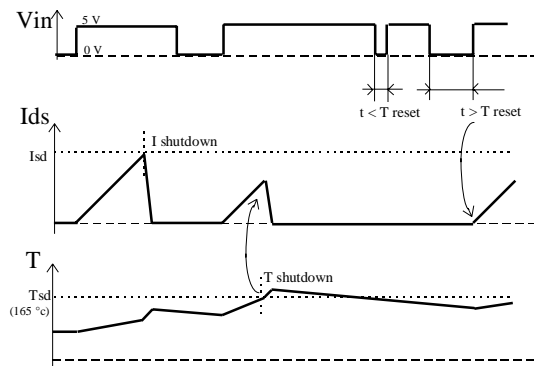 Vin
5 V
0 V
t < T reset
t > T reset
Ids
I shutdown
Isd
T
T shutdown
Tsd
(165 °c)